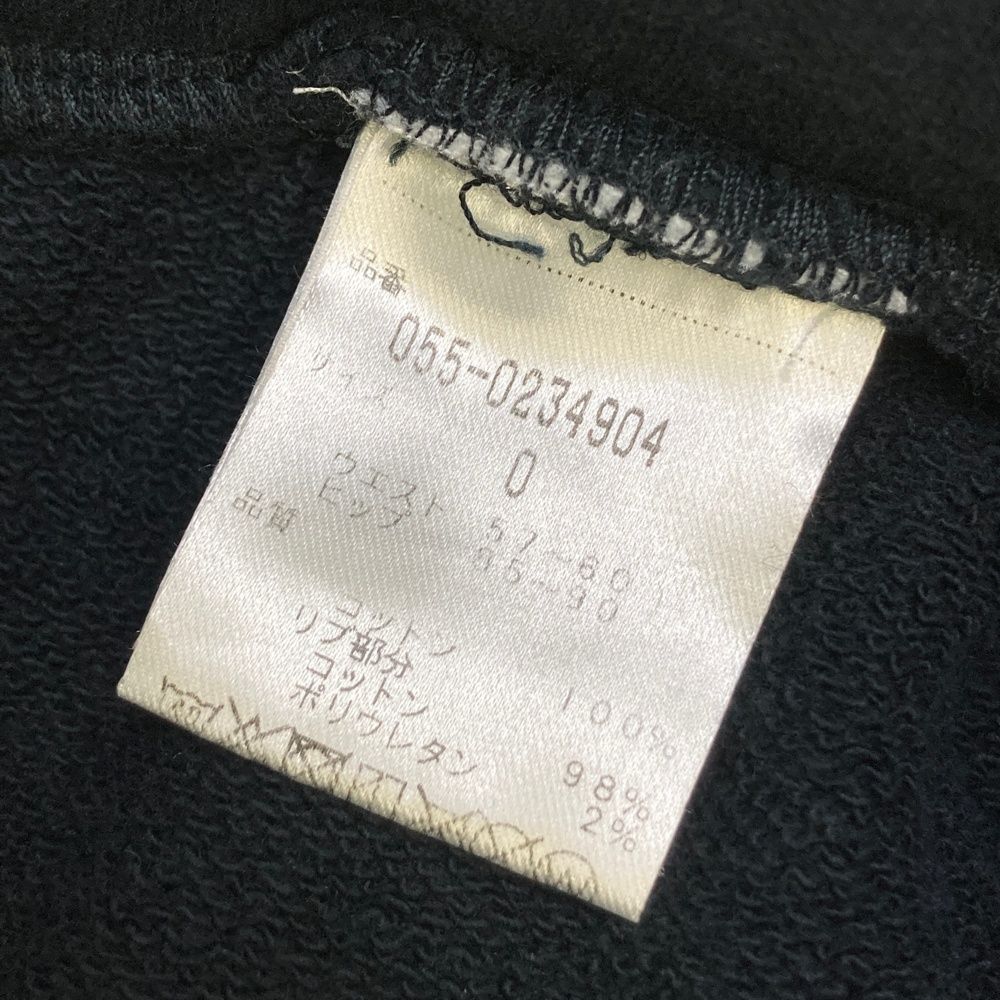 品番
055-0234904
サイズ 0
ウエスト 57-60
ヒップ 85-90
品質
コットン 100%
リブ部分
コットン 98%
ポリウレタン 2%